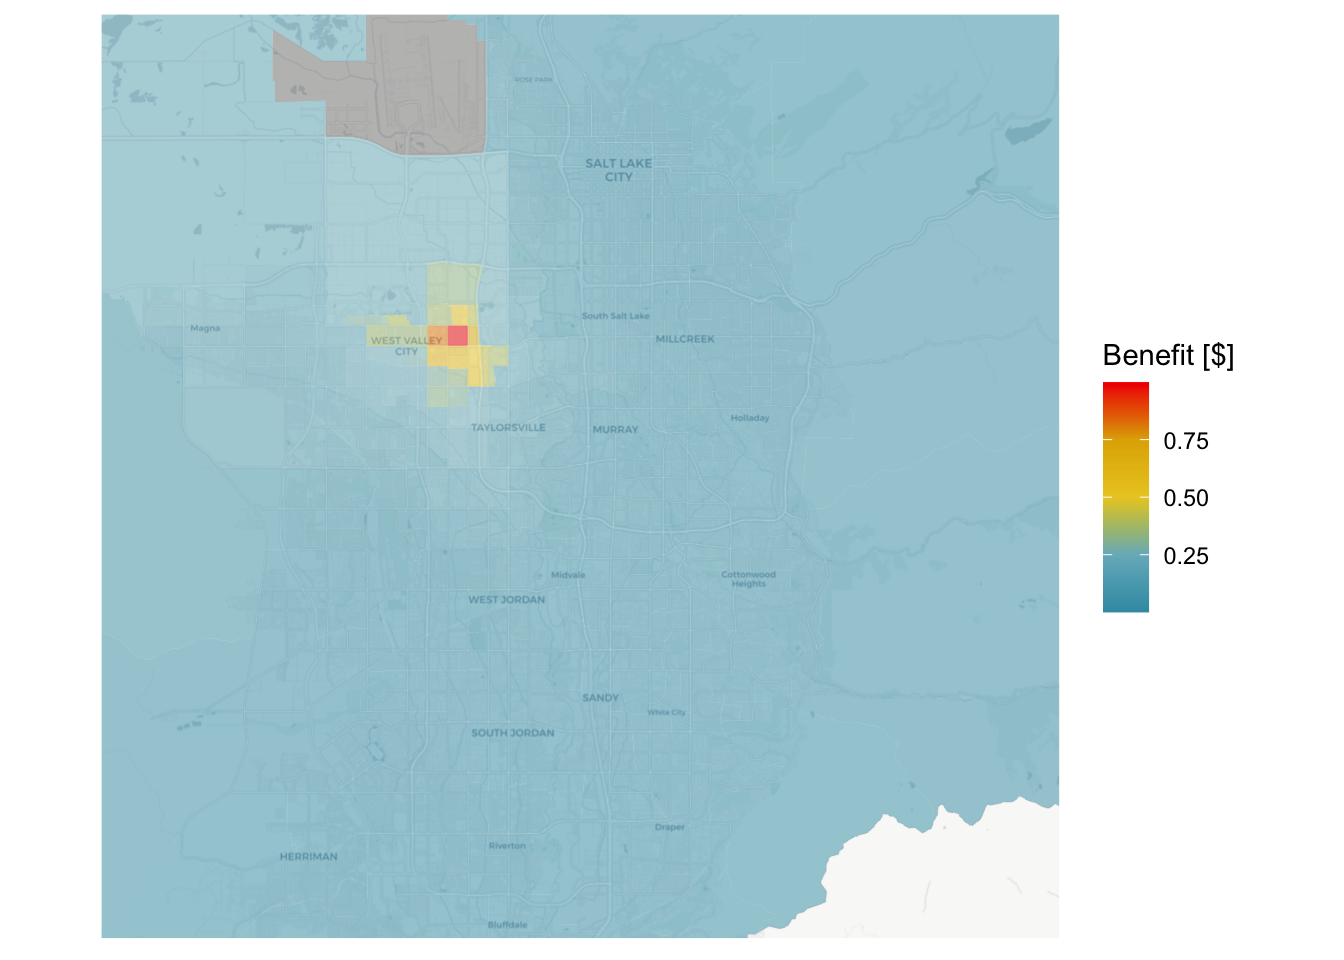 ROSE PARK
SALT LAKE
CITY
South Salt Lake
Magna
MILLCREEK
WEST VALLEY
CITY
Holladay
TAYLORSVILLE
MURRAY
Midvale
Cottonwood
Heights
WEST JORDAN
SANDY
White City
SOUTH JORDAN
Draper
Riverton
HERRIMAN
Bluffdale
Benefit [$]
0.75
0.50
0.25